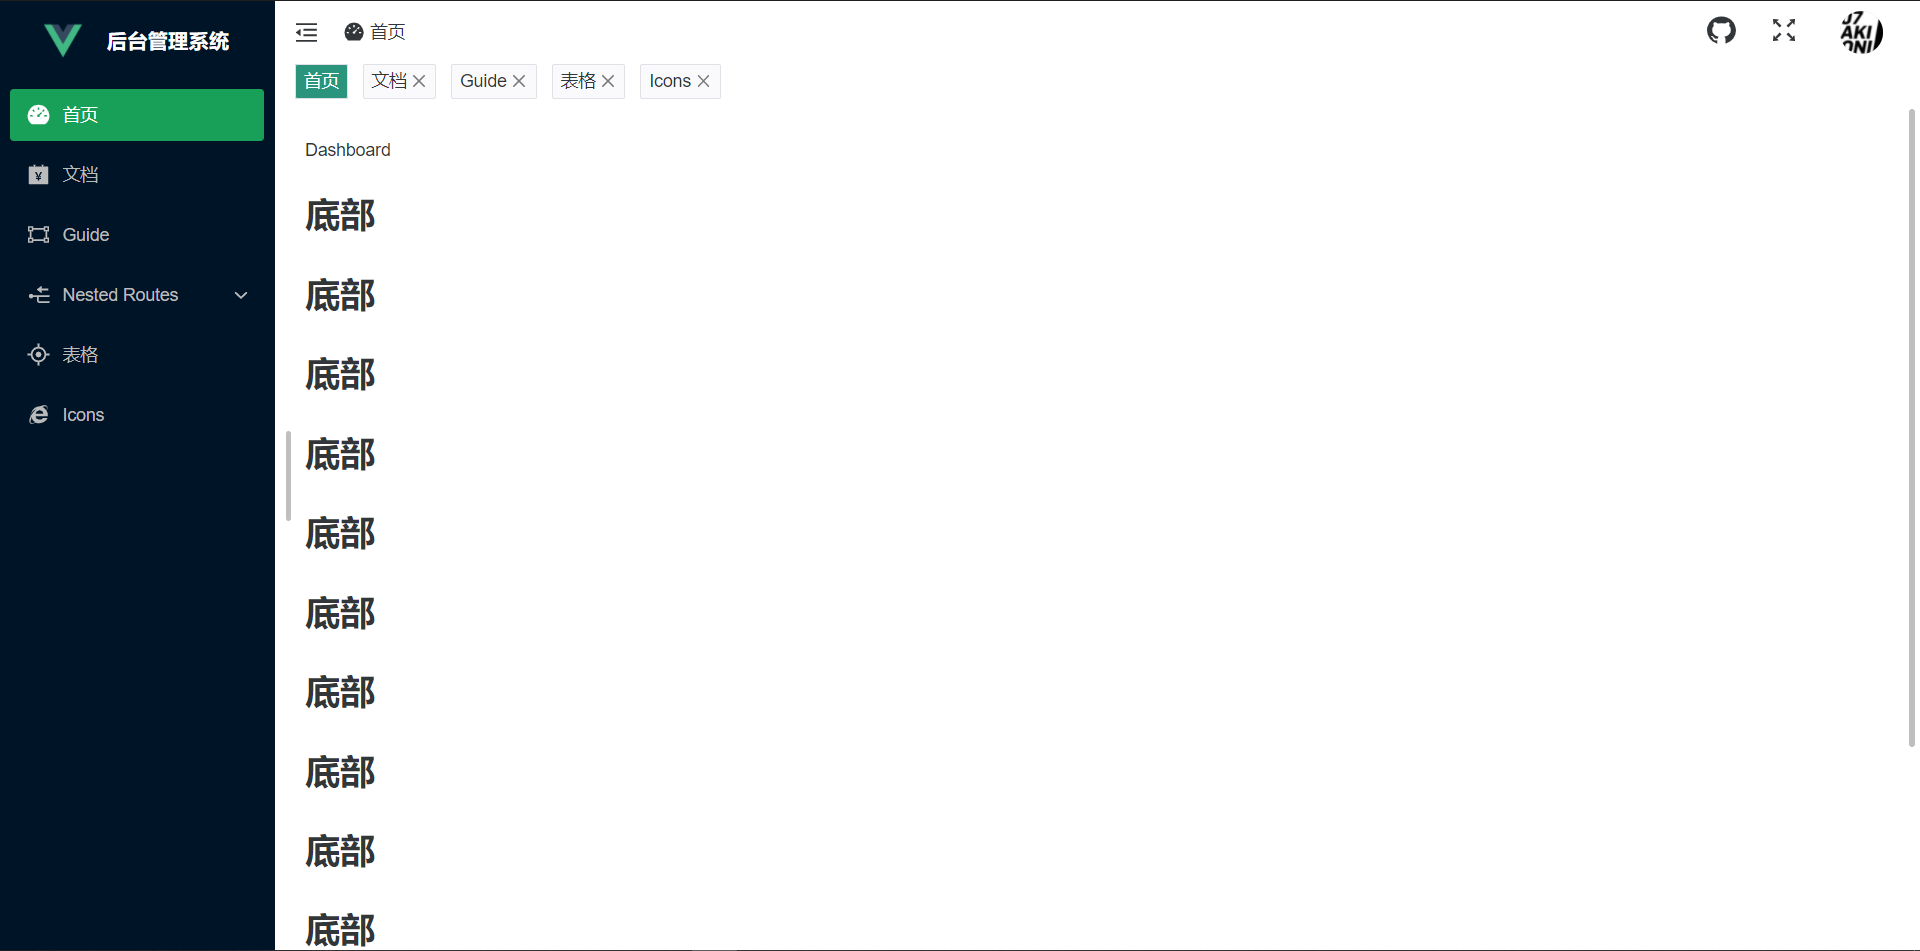 后台管理系统
首页
文档
Guide
Nested Routes
表格
Icons
首页
首页 文档 Guide 表格 Icons
Dashboard
底部
底部
底部
底部
底部
底部
底部
底部
底部
底部